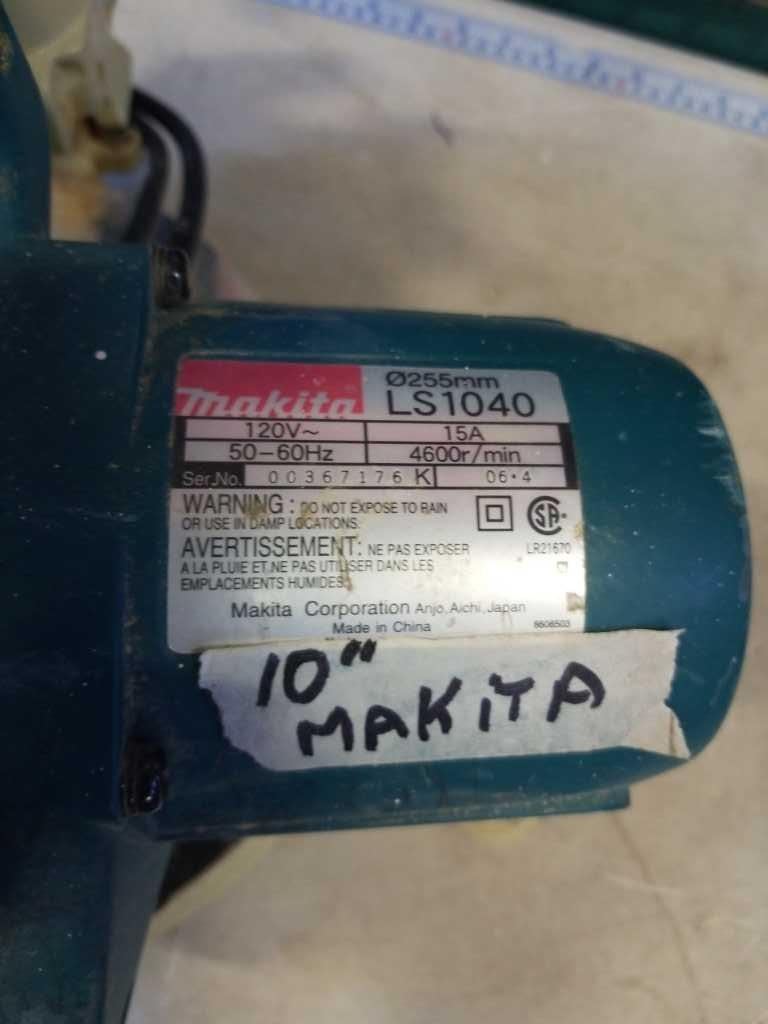 makita
Ø255mm
LS1040
120V~ 15A
50-60Hz 4600r/min
Ser.No. 00367176 K 06·4
WARNING : DO NOT EXPOSE TO RAIN
OR USE IN DAMP LOCATIONS.
SA
AVERTISSEMENT: NE PAS EXPOSER
A LA PLUIE ET NE PAS UTILISER DANS LES
EMPLACEMENTS HUMIDES.
LR21670
Makita Corporation Anjo, Aichi, Japan
Made in China
10"
MAKiTA